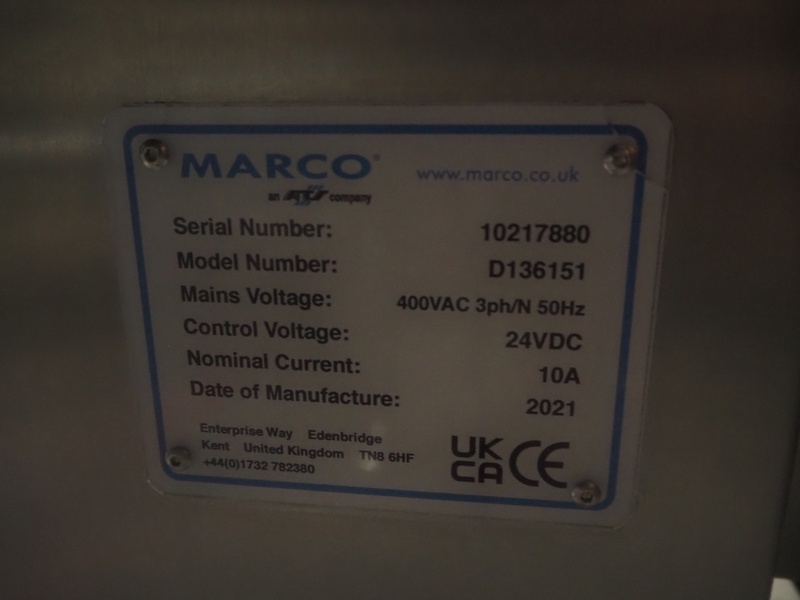 MARCO® www.marco.co.uk
an ATS company
Serial Number: 10217880
Model Number: D136151
Mains Voltage: 400VAC 3ph/N 50Hz
Control Voltage: 24VDC
Nominal Current: 10A
Date of Manufacture: 2021
Enterprise Way Edenbridge
Kent United Kingdom TN8 6HF
+44(0)1732 782380
UK
CA CE